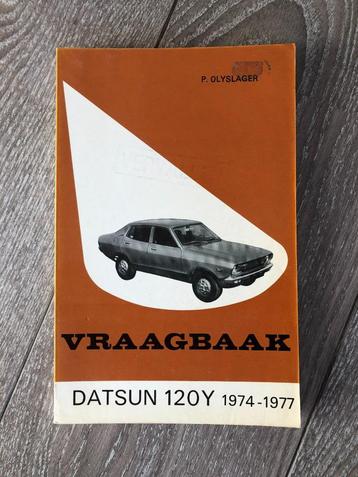 P. OLYSLAGER
VRAAGBAAK
DATSUN 120Y 1974-1977